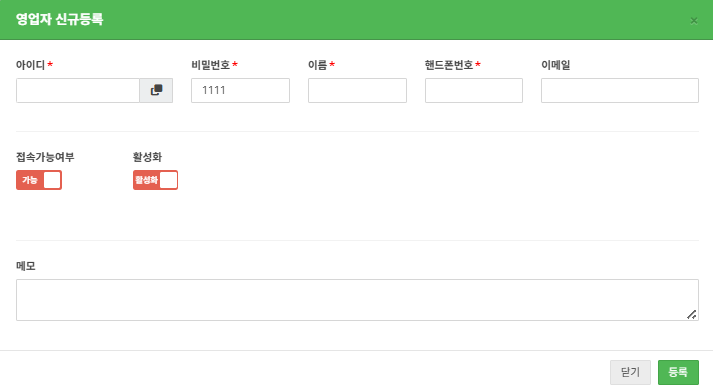 영업자 신규등록 ×
아이디 * 비밀번호 * 이름 * 핸드폰번호 * 이메일
1111
접속가능여부 활성화
가능 활성화
메모
닫기 등록